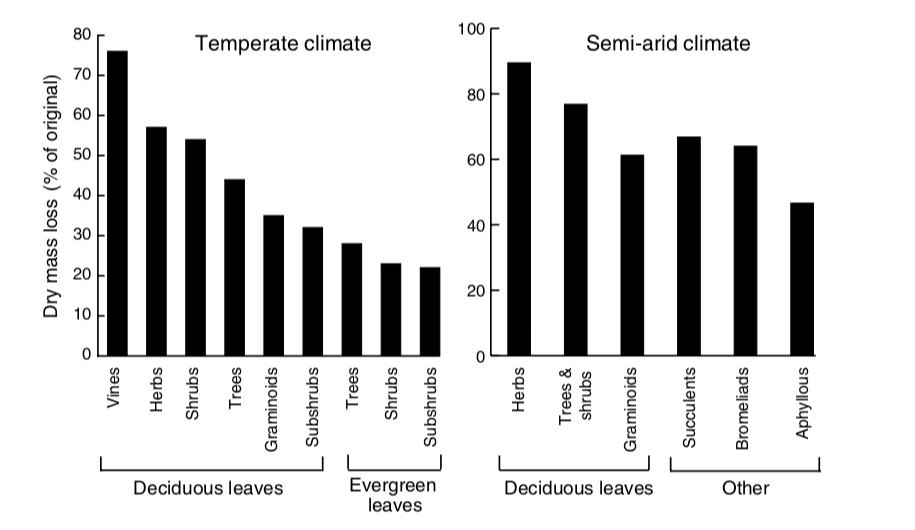 Temperate climate
Dry mass loss (% of original)
80
70
60
50
40
30
20
10
0
Vines
Herbs
Shrubs
Trees
Graminoids
Subshrubs
Trees
Shrubs
Subshrubs
Deciduous leaves
Evergreen
leaves
Semi-arid climate
100
80
60
40
20
0
Herbs
Trees &
shrubs
Graminoids
Succulents
Bromeliads
Aphyllous
Deciduous leaves
Other